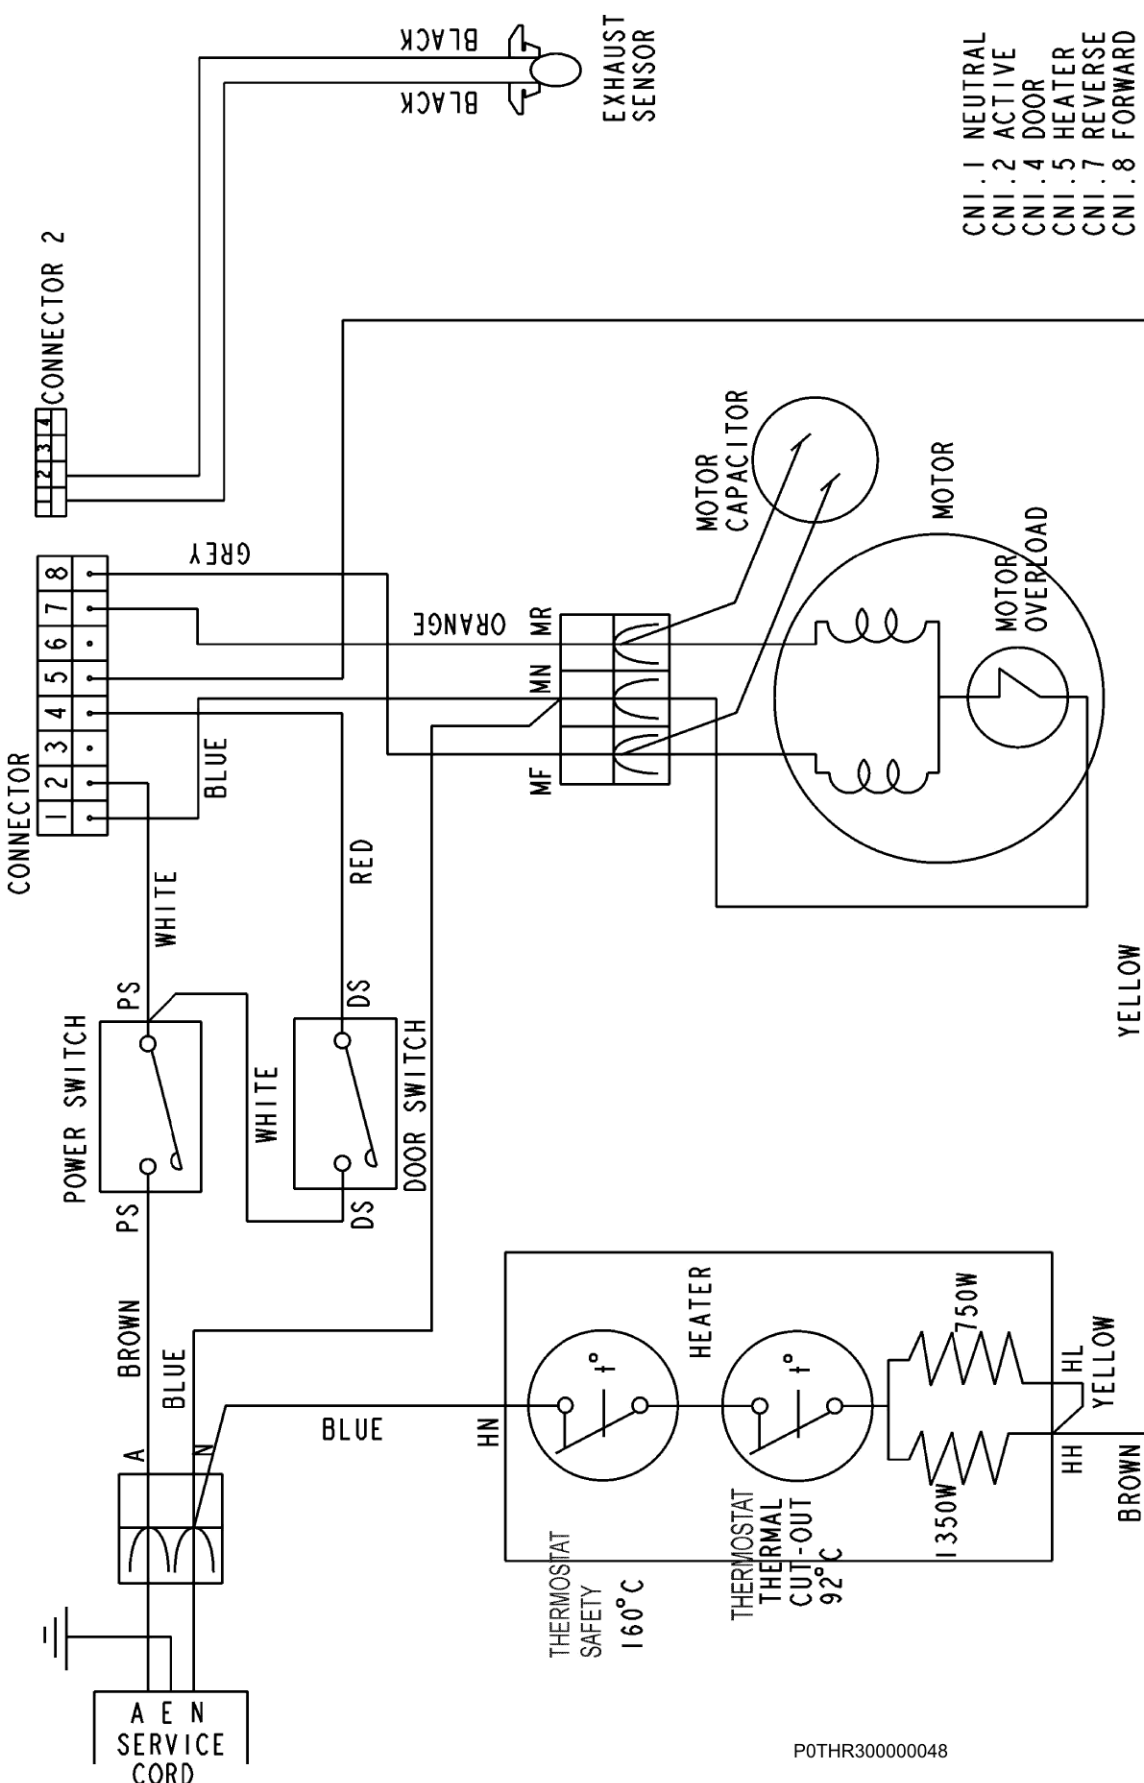 BLACK
BLACK
EXHAUST
SENSOR
CN1.1 NEUTRAL
CN1.2 ACTIVE
CN1.4 DOOR
CN1.5 HEATER
CN1.7 REVERSE
CN1.8 FORWARD
CONNECTOR 2
1 2 3 4
CONNECTOR
1 2 3 4 5 6 7 8
GREY
ORANGE
BLUE
WHITE
RED
MR
MN
MF
MOTOR
CAPACITOR
MOTOR
MOTOR
OVERLOAD
YELLOW
POWER SWITCH
PS
PS
WHITE
DS
DS
DOOR SWITCH
BROWN
BLUE
A
N
BLUE
HN
HEATER
t°
t°
750W
1350W
HL
YELLOW
HH
BROWN
THERMOSTAT
SAFETY
160°C
THERMOSTAT
THERMAL
CUT-OUT
92°C
A E N
SERVICE
CORD
P0THR300000048